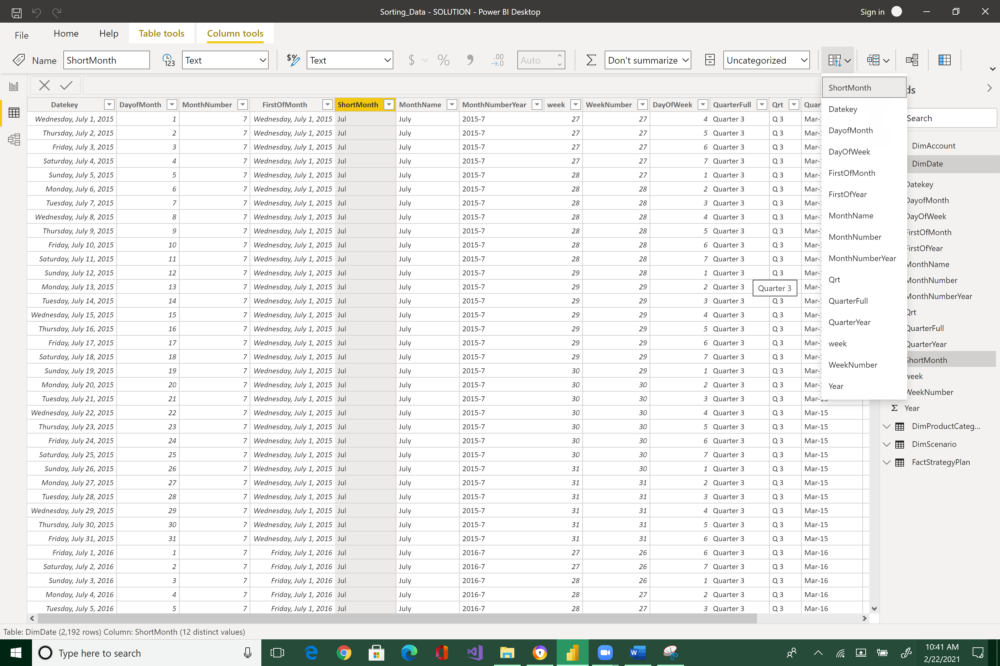 Sorting_Data - SOLUTION - Power BI Desktop
Sign in
File Home Help Table tools Column tools
Name ShortMonth 123 Text $% Text $ % 9 .00 →.0 Auto Σ Don't summarize Uncategorized
Datekey DayofMonth MonthNumber FirstOfMonth ShortMonth MonthName MonthNumberYear week WeekNumber DayOfWeek QuarterFull Qrt Quar
Wednesday, July 1, 2015 1 7 Wednesday, July 1, 2015 Jul July 2015-7 27 27 4 Quarter 3 Q 3 Mar-
Thursday, July 2, 2015 2 7 Wednesday, July 1, 2015 Jul July 2015-7 27 27 5 Quarter 3 Q 3 Mar-
Friday, July 3, 2015 3 7 Wednesday, July 1, 2015 Jul July 2015-7 27 27 6 Quarter 3 Q 3 Mar-
Saturday, July 4, 2015 4 7 Wednesday, July 1, 2015 Jul July 2015-7 27 27 7 Quarter 3 Q 3 Mar-
Sunday, July 5, 2015 5 7 Wednesday, July 1, 2015 Jul July 2015-7 28 27 1 Quarter 3 Q 3 Mar-
Monday, July 6, 2015 6 7 Wednesday, July 1, 2015 Jul July 2015-7 28 28 2 Quarter 3 Q 3 Mar-
Tuesday, July 7, 2015 7 7 Wednesday, July 1, 2015 Jul July 2015-7 28 28 3 Quarter 3 Q 3 Mar-
Wednesday, July 8, 2015 8 7 Wednesday, July 1, 2015 Jul July 2015-7 28 28 4 Quarter 3 Q 3 Mar-
Thursday, July 9, 2015 9 7 Wednesday, July 1, 2015 Jul July 2015-7 28 28 5 Quarter 3 Q 3 Mar-
Friday, July 10, 2015 10 7 Wednesday, July 1, 2015 Jul July 2015-7 28 28 6 Quarter 3 Q 3 Mar-
Saturday, July 11, 2015 11 7 Wednesday, July 1, 2015 Jul July 2015-7 28 28 7 Quarter 3 Q 3 Mar-
Sunday, July 12, 2015 12 7 Wednesday, July 1, 2015 Jul July 2015-7 29 28 1 Quarter 3 Q 3 Mar-
Monday, July 13, 2015 13 7 Wednesday, July 1, 2015 Jul July 2015-7 29 29 2 Quarter 3 Mar-
Quarter 3
Tuesday, July 14, 2015 14 7 Wednesday, July 1, 2015 Jul July 2015-7 29 29 3 Quarter 3 Q 3 Mar-
Wednesday, July 15, 2015 15 7 Wednesday, July 1, 2015 Jul July 2015-7 29 29 4 Quarter 3 Q 3 Mar-
Thursday, July 16, 2015 16 7 Wednesday, July 1, 2015 Jul July 2015-7 29 29 5 Quarter 3 Q 3 Mar-
Friday, July 17, 2015 17 7 Wednesday, July 1, 2015 Jul July 2015-7 29 29 6 Quarter 3 Q 3 Mar-
Saturday, July 18, 2015 18 7 Wednesday, July 1, 2015 Jul July 2015-7 29 29 7 Quarter 3 Q 3 Mar-
Sunday, July 19, 2015 19 7 Wednesday, July 1, 2015 Jul July 2015-7 30 29 1 Quarter 3 Q 3 Mar-
Monday, July 20, 2015 20 7 Wednesday, July 1, 2015 Jul July 2015-7 30 30 2 Quarter 3 Q 3 Mar-
Tuesday, July 21, 2015 21 7 Wednesday, July 1, 2015 Jul July 2015-7 30 30 3 Quarter 3 Q 3 Mar-15
Wednesday, July 22, 2015 22 7 Wednesday, July 1, 2015 Jul July 2015-7 30 30 4 Quarter 3 Q 3 Mar-15
Thursday, July 23, 2015 23 7 Wednesday, July 1, 2015 Jul July 2015-7 30 30 5 Quarter 3 Q 3 Mar-15
Friday, July 24, 2015 24 7 Wednesday, July 1, 2015 Jul July 2015-7 30 30 6 Quarter 3 Q 3 Mar-15
Saturday, July 25, 2015 25 7 Wednesday, July 1, 2015 Jul July 2015-7 30 30 7 Quarter 3 Q 3 Mar-15
Sunday, July 26, 2015 26 7 Wednesday, July 1, 2015 Jul July 2015-7 31 30 1 Quarter 3 Q 3 Mar-15
Monday, July 27, 2015 27 7 Wednesday, July 1, 2015 Jul July 2015-7 31 31 2 Quarter 3 Q 3 Mar-15
Tuesday, July 28, 2015 28 7 Wednesday, July 1, 2015 Jul July 2015-7 31 31 3 Quarter 3 Q 3 Mar-15
Wednesday, July 29, 2015 29 7 Wednesday, July 1, 2015 Jul July 2015-7 31 31 4 Quarter 3 Q 3 Mar-15
Thursday, July 30, 2015 30 7 Wednesday, July 1, 2015 Jul July 2015-7 31 31 5 Quarter 3 Q 3 Mar-15
Friday, July 31, 2015 31 7 Wednesday, July 1, 2015 Jul July 2015-7 31 31 6 Quarter 3 Q 3 Mar-15
Friday, July 1, 2016 1 7 Friday, July 1, 2016 Jul July 2016-7 27 26 6 Quarter 3 Q 3 Mar-16
Saturday, July 2, 2016 2 7 Friday, July 1, 2016 Jul July 2016-7 27 26 7 Quarter 3 Q 3 Mar-16
Sunday, July 3, 2016 3 7 Friday, July 1, 2016 Jul July 2016-7 28 26 1 Quarter 3 Q 3 Mar-16
Monday, July 4, 2016 4 7 Friday, July 1, 2016 Jul July 2016-7 28 27 2 Quarter 3 Q 3 Mar-16
Tuesday, July 5, 2016 5 7 Friday, July 1, 2016 Jul July 2016-7 28 27 3 Quarter 3 Q 3 Mar-16
ShortMonth
Datekey
DayofMonth
DayOfWeek
FirstOfMonth
FirstOfYear
MonthName
MonthNumber
MonthNumberYear
Qrt
QuarterFull
QuarterYear
week
WeekNumber
Year
ds
Search
DimAccount
DimDate
Datekey
DayofMonth
DayOfWeek
FirstOfMonth
FirstOfYear
MonthName
MonthNumber
MonthNumberYear
Qrt
QuarterFull
QuarterYear
ShortMonth
week
WeekNumber
Σ Year
DimProductCateg...
DimScenario
FactStrategyPlan
Table: DimDate (2,192 rows) Column: ShortMonth (12 distinct values)
Type here to search
W
10:41 AM
2/22/2021